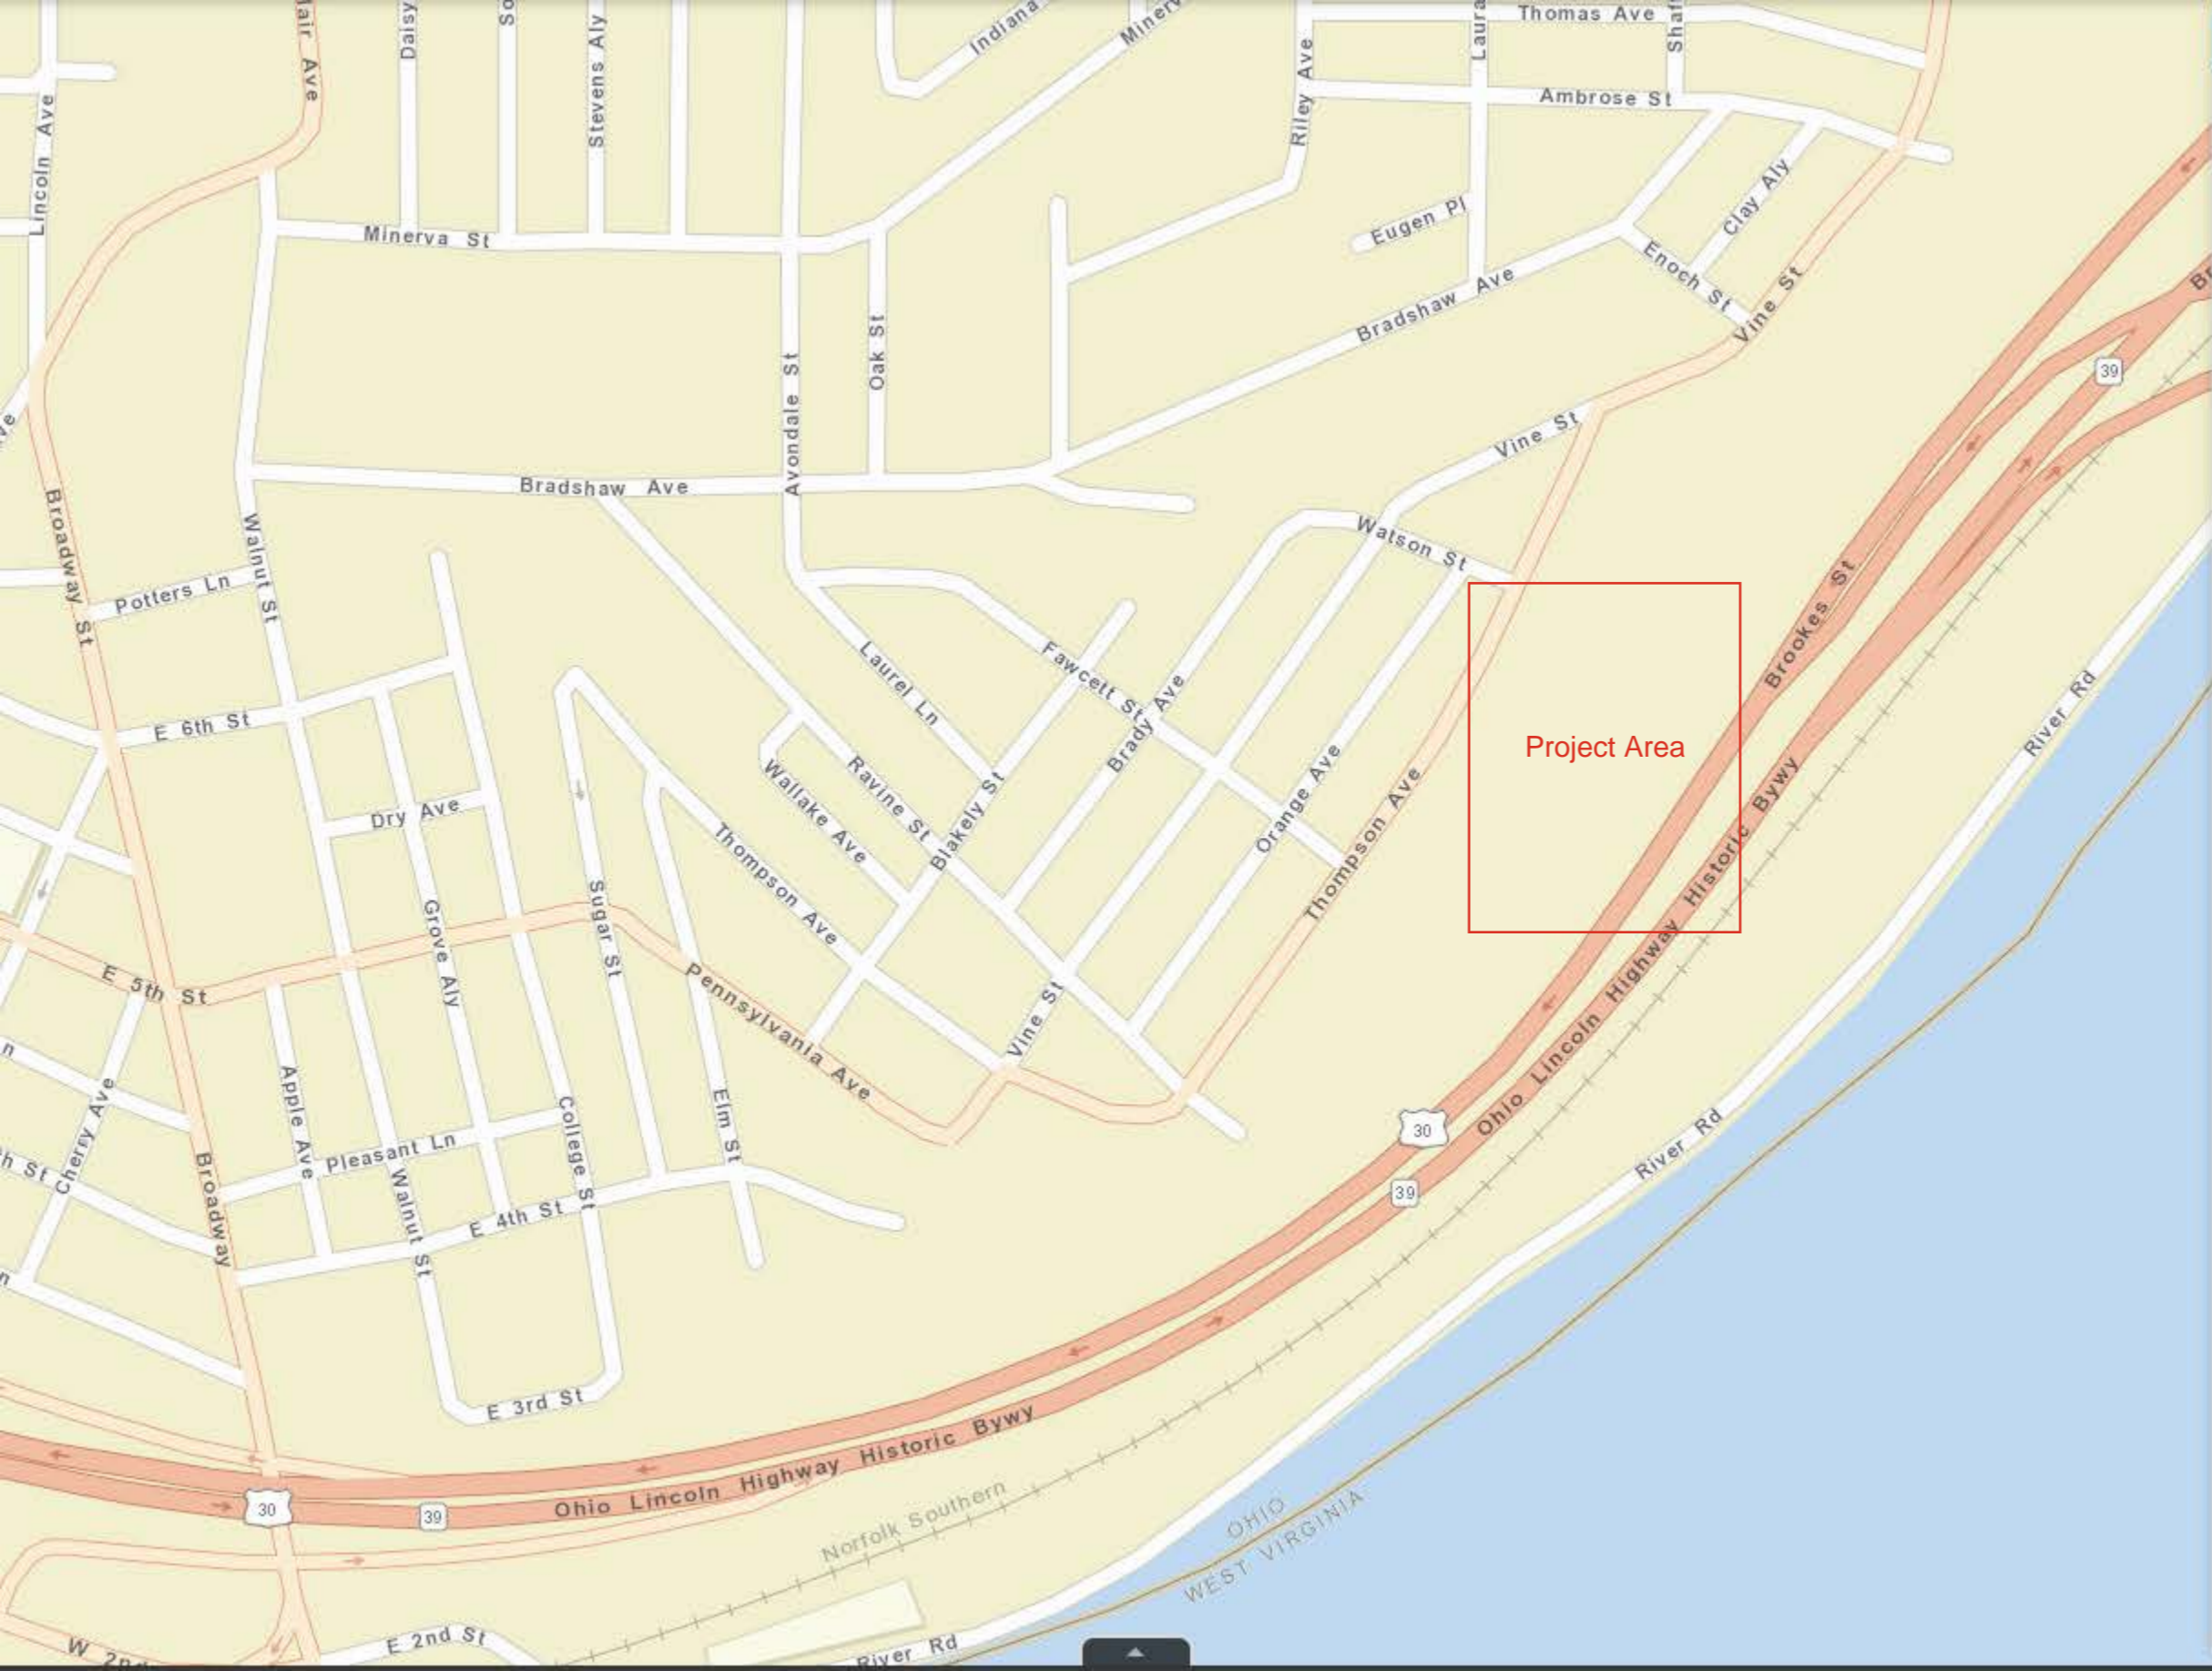 Thomas Ave
Indiana
Ambrose St
Riley Ave
Stevens Aly
Daisy
Laura
Lincoln Ave
Minerva St
Eugen Pl
Clay Aly
Enoch St
Vine St
Bradshaw Ave
39
Oak St
Avondale St
Vine St
Bradshaw Ave
Broadway St
Walnut St
Potters Ln
Watson St
Brookes St
Fawcett St
Laurel Ln
Brady Ave
River Rd
E 6th St
Project Area
Ravine St
Wallake Ave
Blakely St
Orange Ave
Thompson Ave
Dry Ave
Thompson Ave
Ohio Lincoln Highway Historic Bywy
Grove Aly
Sugar St
E 5th St
Pennsylvania Ave
Vine St
Apple Ave
Cherry Ave
College St
Elm St
30
River Rd
Pleasant Ln
Broadway
Walnut St
39
E 4th St
E 3rd St
Ohio Lincoln Highway Historic Bywy
30
39
Norfolk Southern
OHIO
WEST VIRGINIA
E 2nd St
River Rd